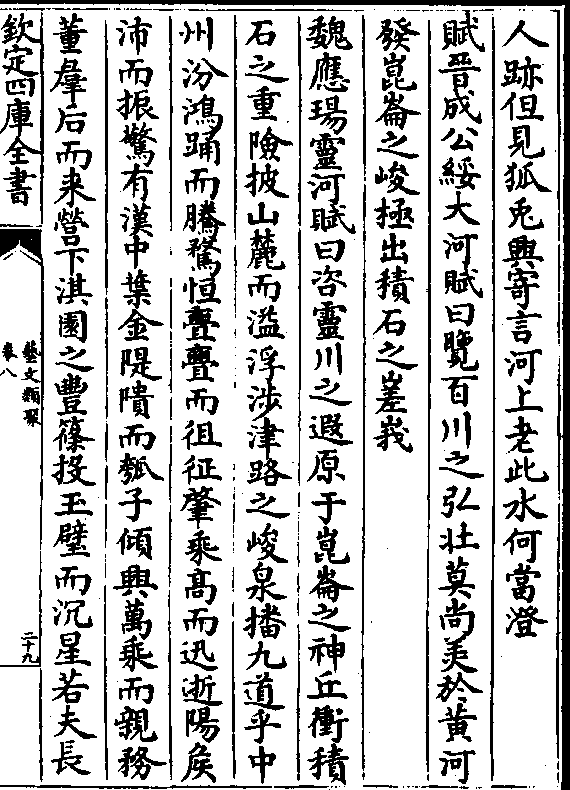 人跡但見狐兎興寄言河上老此水何當澄
賦晉成公綏大河賦曰覽百川之弘壮莫尚羙於黄河
發崑崙之峻極出積石之嵳峩
魏應瑒靈河賦曰咨靈川之遐原于崑崙之神丘衝積
石之重險披山麓而溢浮渉津路之峻泉播九道乎中
州汾鴻踊而騰騖恒亹亹而徂征肇乘髙而迅逝陽侯
沛而振驚有漢中葉金隄隤而瓠子傾興萬乘而親務
董羣后而来營下淇園之豐篠投玉璧而沉星若夫長
欽定四庫全書
藝文類聚
卷八
二十九